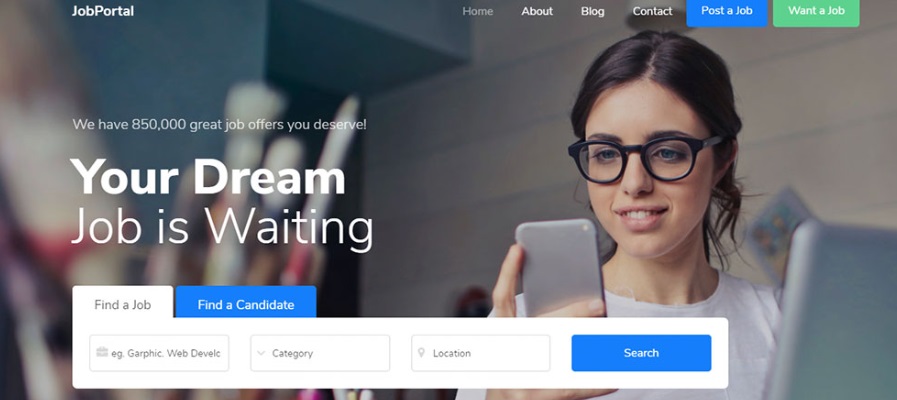 JobPortal Home About Blog Contact Post a Job Want a Job
We have 850,000 great job offers you deserve!
Your Dream
Job is Waiting
Find a Job Find a Candidate
eg. Garphic. Web Develc Category Location Search